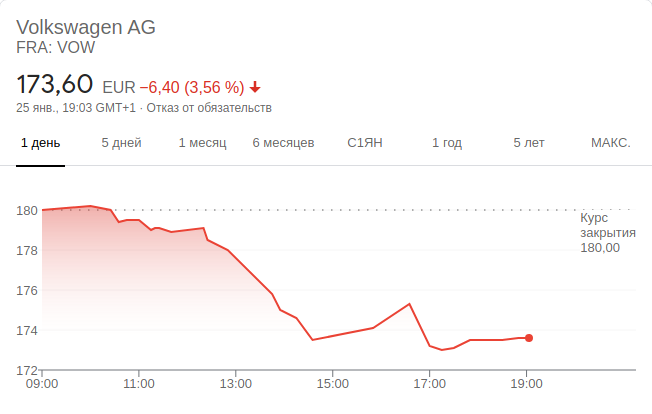 Volkswagen AG
FRA: VOW
173,60 EUR −6,40 (3,56 %)
25 янв., 19:03 GMT+1 · Отказ от обязательств
1 день 5 дней 1 месяц 6 месяцев С1ЯН 1 год 5 лет МАКС.
180
Курс
закрытия
180,00
178
176
174
172
09:00 11:00 13:00 15:00 17:00 19:00